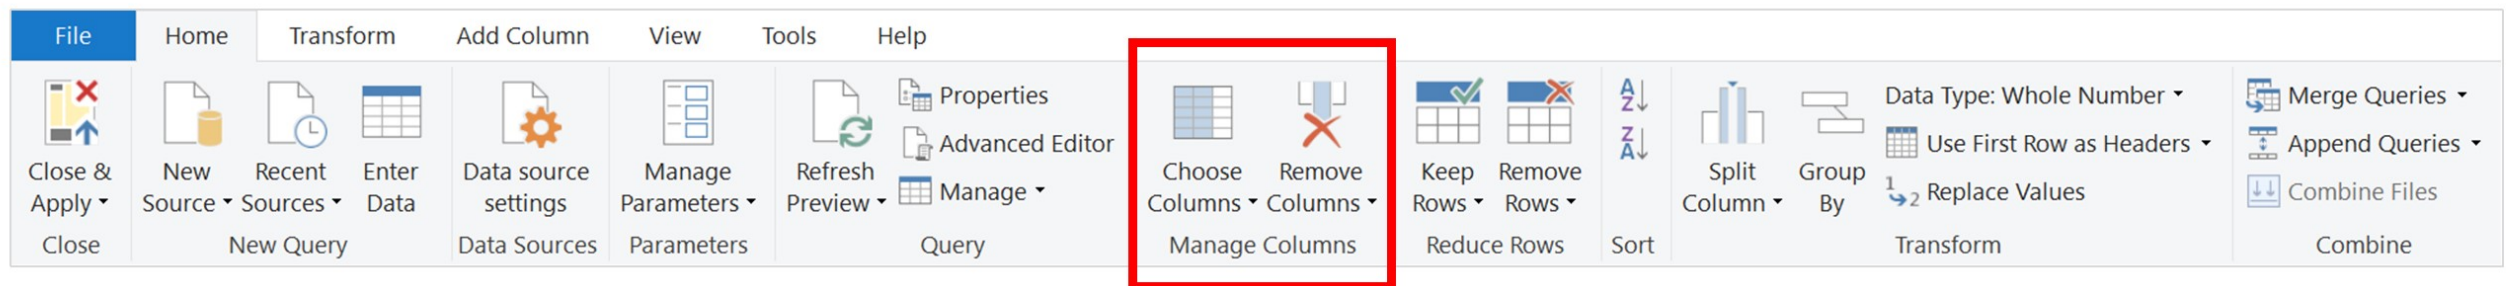 File Home Transform Add Column View Tools Help
Close & Apply
Close
New Source
Recent Sources
Enter Data
New Query
Data source settings
Data Sources
Manage Parameters
Parameters
Refresh Preview
Properties
Advanced Editor
Manage
Query
Choose Columns
Remove Columns
Manage Columns
Keep Rows
Remove Rows
Reduce Rows
A
Z
Z
A
Sort
Split Column
Group By
Data Type: Whole Number
Use First Row as Headers
1
2 Replace Values
Transform
Merge Queries
Append Queries
Combine Files
Combine